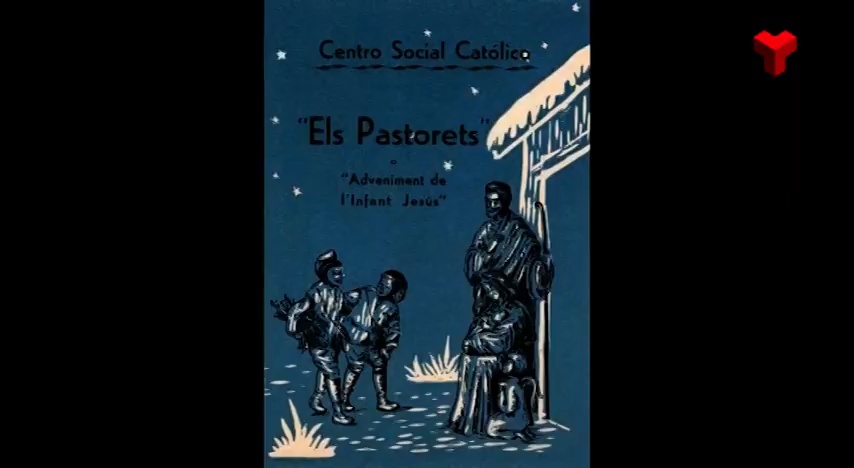 Centro Social Católico
"Els Pastorets"
o
"Adveniment de
l'Infant Jesús"